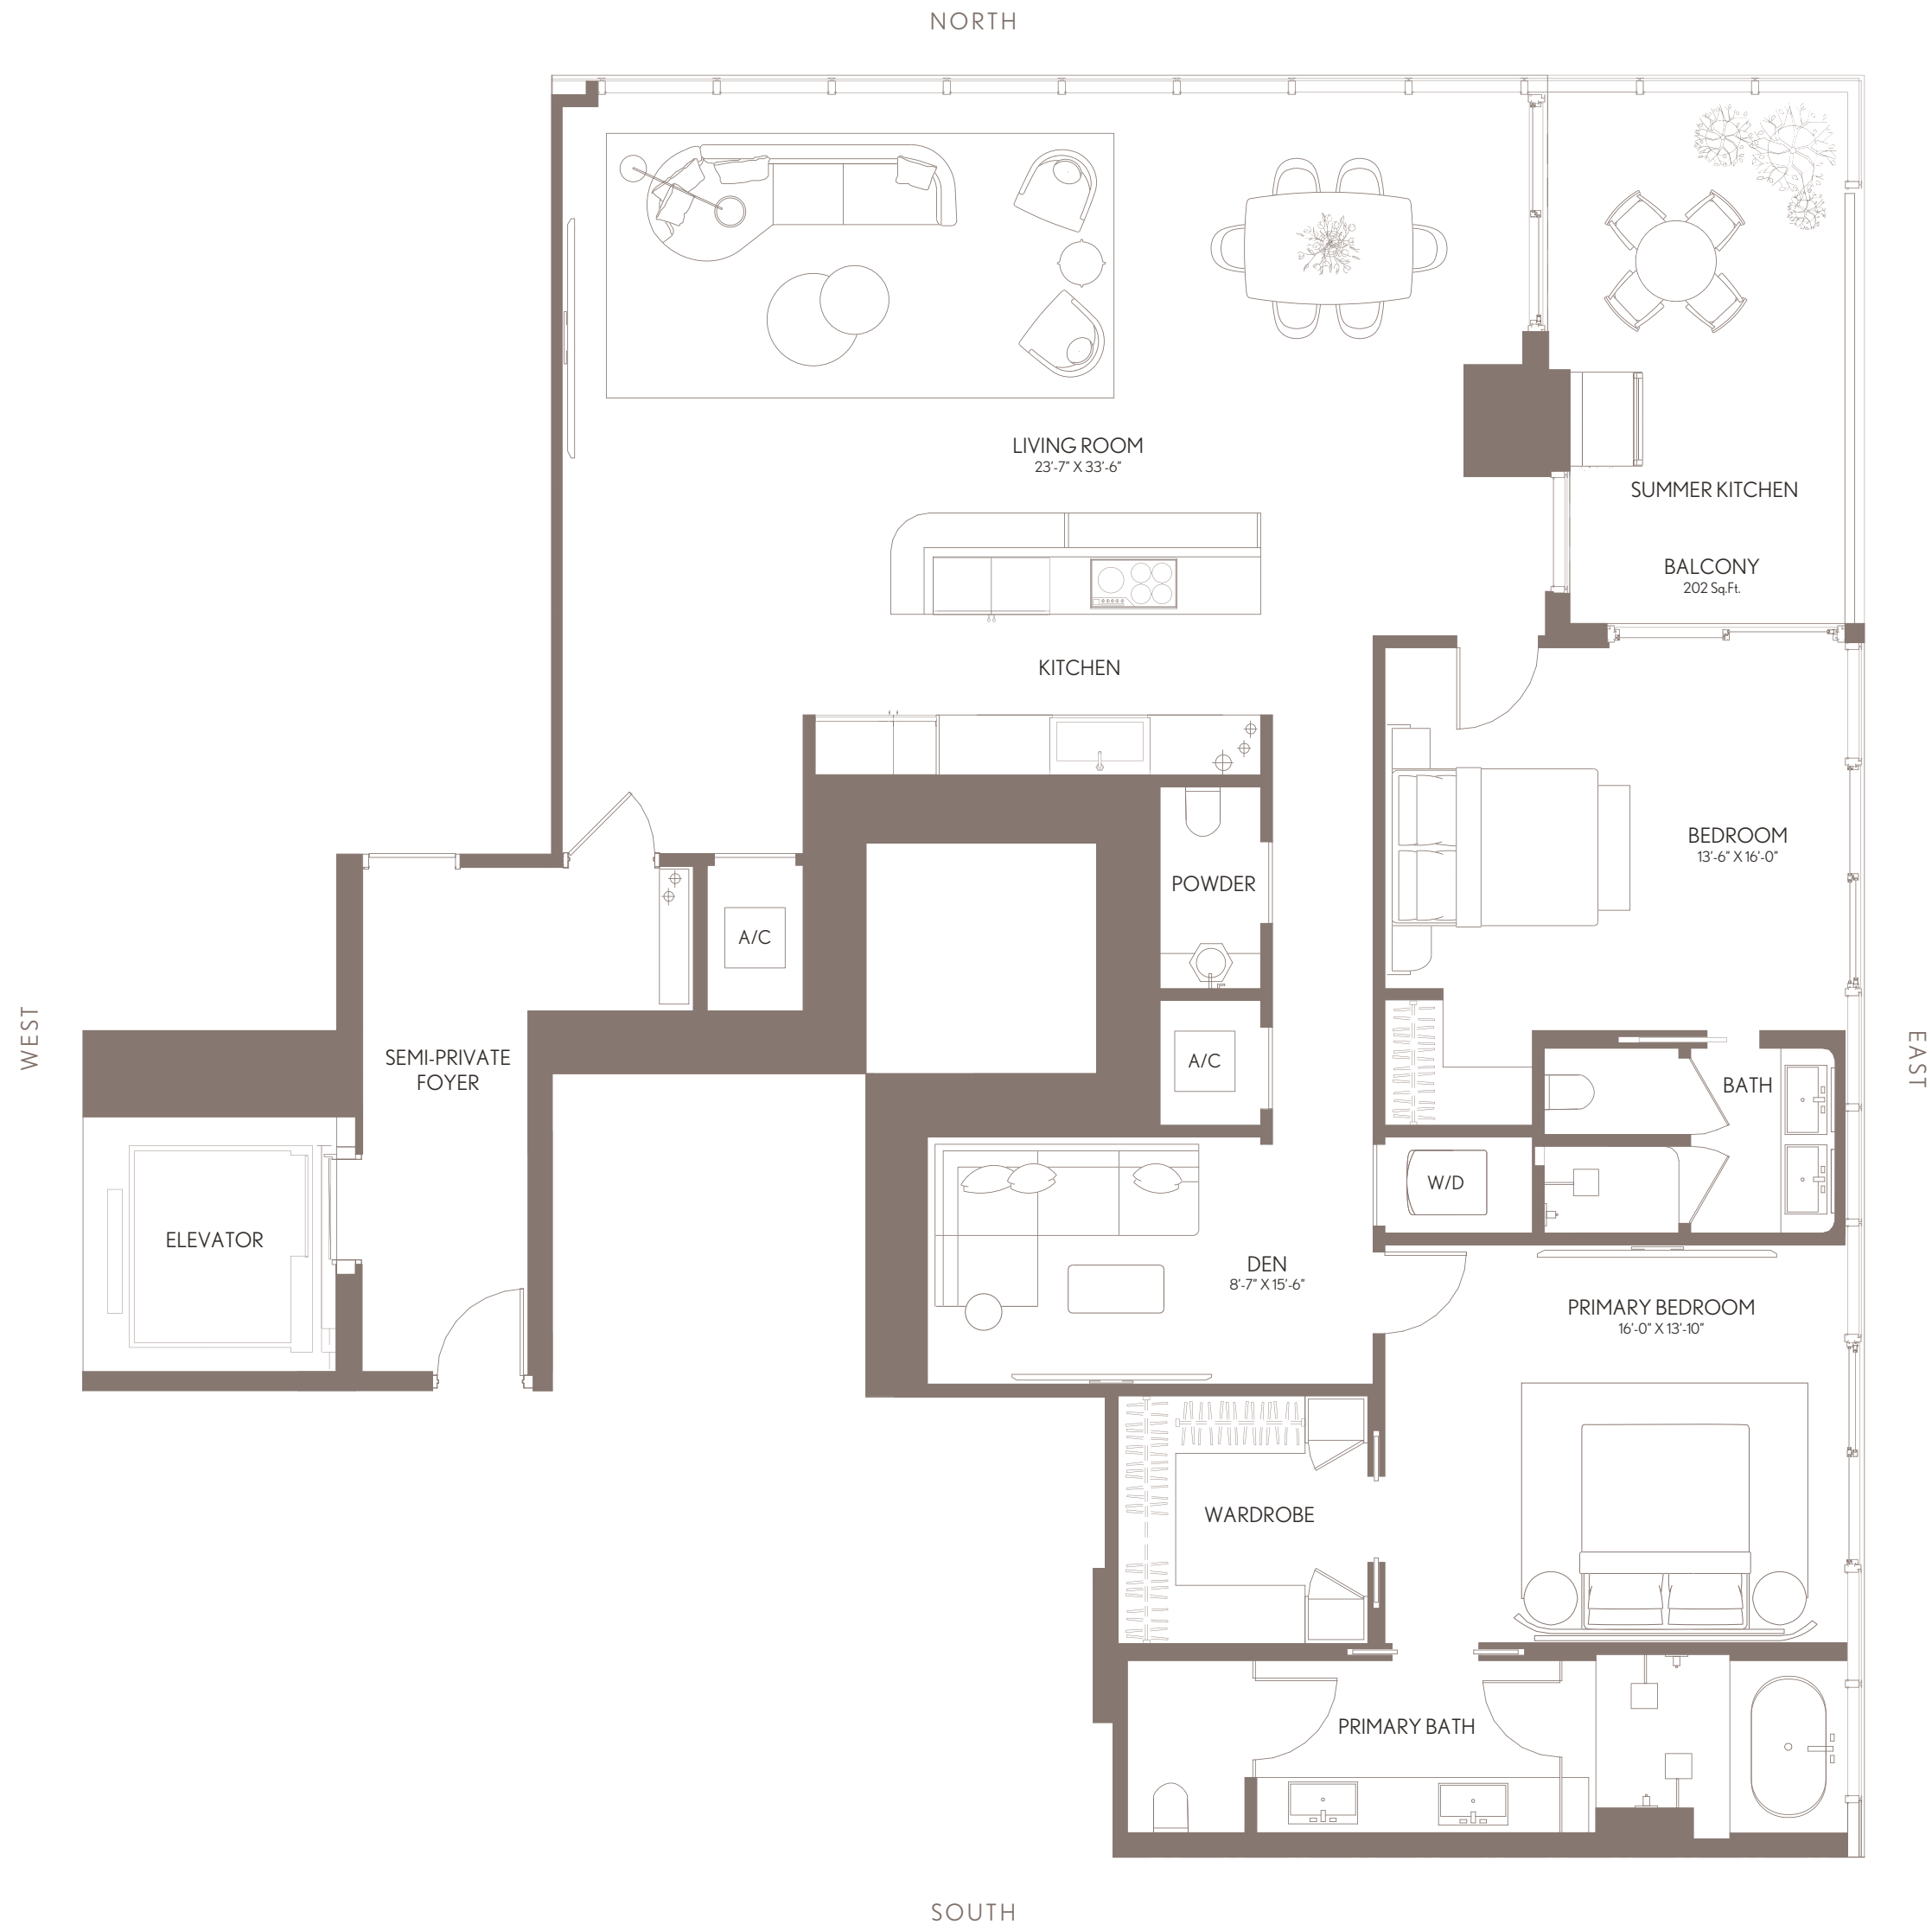 NORTH
LIVING ROOM
23'-7" X 33'-6"
SUMMER KITCHEN
BALCONY
202 Sq.Ft.
KITCHEN
BEDROOM
13'-6" X 16'-0"
POWDER
A/C
WEST
SEMI-PRIVATE
FOYER
A/C
BATH
EAST
W/D
ELEVATOR
DEN
8'-7" X 15'-6"
PRIMARY BEDROOM
16'-0" X 13'-10"
WARDROBE
PRIMARY BATH
SOUTH